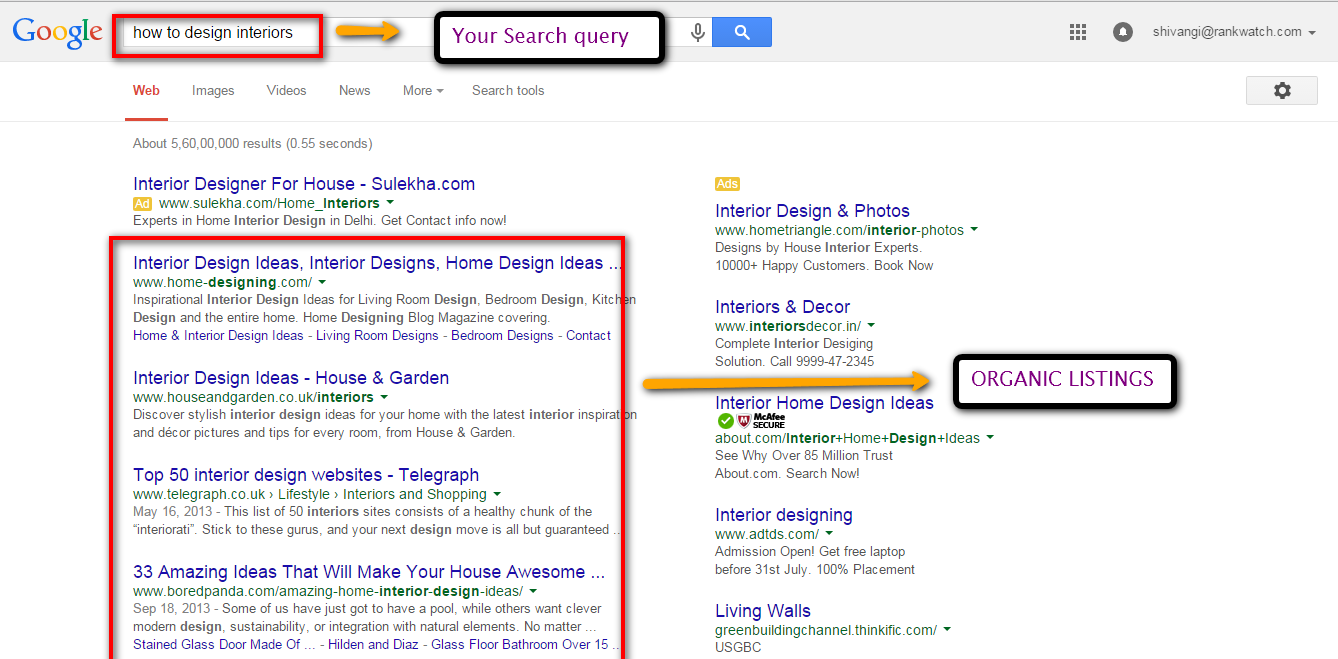 Google
how to design interiors
Your Search query
shivangi@rankwatch.com
Web Images Videos News More Search tools
About 5,60,00,000 results (0.55 seconds)
Interior Designer For House - Sulekha.com
Ad www.sulekha.com/Home_Interiors
Experts in Home Interior Design in Delhi. Get Contact info now!
Interior Design Ideas, Interior Designs, Home Design Ideas ...
www.home-designing.com/
Inspirational Interior Design Ideas for Living Room Design, Bedroom Design, Kitchen
Design and the entire home. Home Designing Blog Magazine covering.
Home & Interior Design Ideas - Living Room Designs - Bedroom Designs - Contact
Interior Design Ideas - House & Garden
www.houseandgarden.co.uk/interiors
Discover stylish interior design ideas for your home with the latest interior inspiration
and décor pictures and tips for every room, from House & Garden.
Top 50 interior design websites - Telegraph
www.telegraph.co.uk › Lifestyle › Interiors and Shopping
May 16, 2013 - This list of 50 interiors sites consists of a healthy chunk of the
“interiorati”. Stick to these gurus, and your next design move is all but guaranteed ...
33 Amazing Ideas That Will Make Your House Awesome ...
www.boredpanda.com/amazing-home-interior-design-ideas/
Sep 18, 2013 - Some of us have just got to have a pool, while others want clever
modern design, sustainability, or integration with natural elements. No matter ...
Stained Glass Door Made Of ... - Hilden and Diaz - Glass Floor Bathroom Over 15 ...
Ads
Interior Design & Photos
www.hometriangle.com/interior-photos
Designs by House Interior Experts.
10000+ Happy Customers. Book Now
Interiors & Decor
www.interiorsdecor.in/
Complete Interior Desiging
Solution. Call 9999-47-2345
ORGANIC LISTINGS
Interior Home Design Ideas
McAfee
SECURE
about.com/Interior+Home+Design+Ideas
See Why Over 85 Million Trust
About.com. Search Now!
Interior designing
www.adtds.com/
Admission Open! Get free laptop
before 31st July. 100% Placement
Living Walls
greenbuildingchannel.thinkific.com/
USGBC